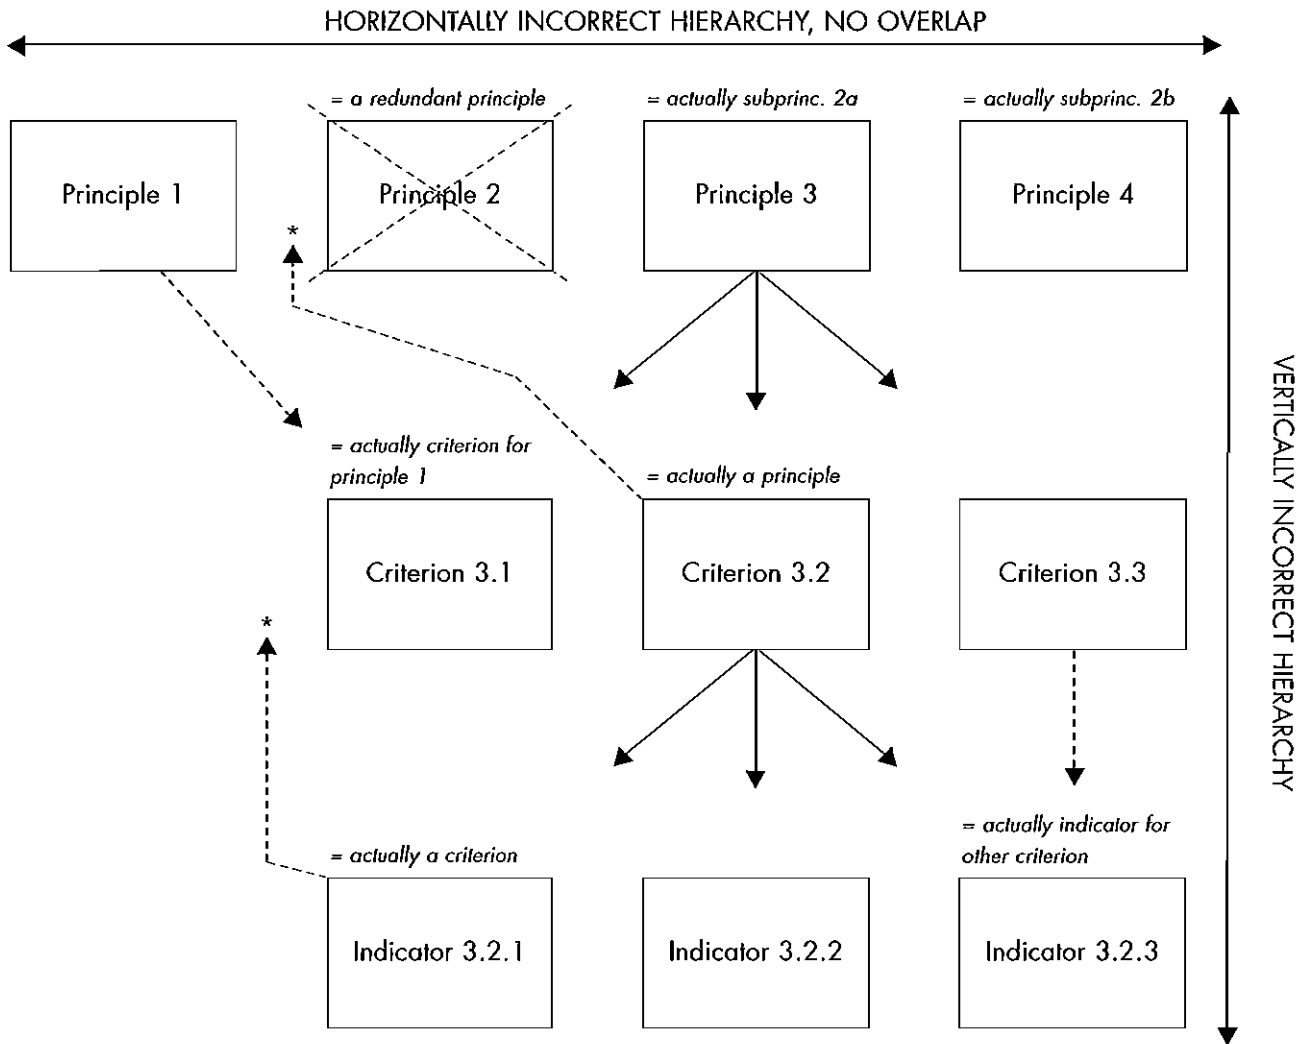 HORIZONTALLY INCORRECT HIERARCHY, NO OVERLAP
= a redundant principle
= actually subprinc. 2a
= actually subprinc. 2b
Principle 1
Principle 2
Principle 3
Principle 4
*
= actually criterion for
principle 1
= actually a principle
Criterion 3.1
Criterion 3.2
Criterion 3.3
*
= actually a criterion
= actually indicator for
other criterion
Indicator 3.2.1
Indicator 3.2.2
Indicator 3.2.3
VERTICALLY INCORRECT HIERARCHY